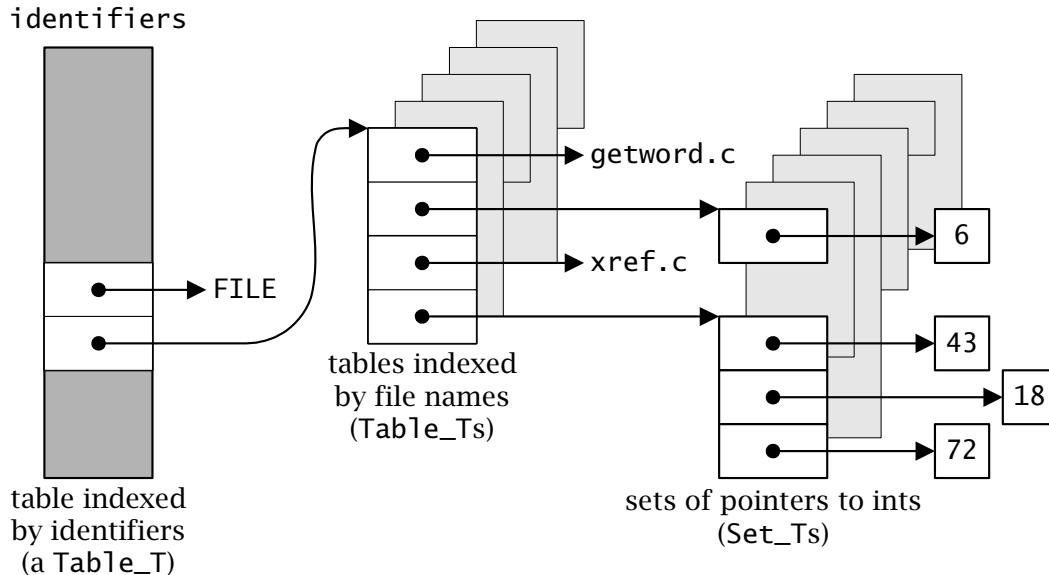 identifiers
getword.c
6
xref.c
FILE
43
18
72
tables indexed
by file names
(Table_Ts)
table indexed
by identifiers
(a Table_T)
sets of pointers to ints
(Set_Ts)